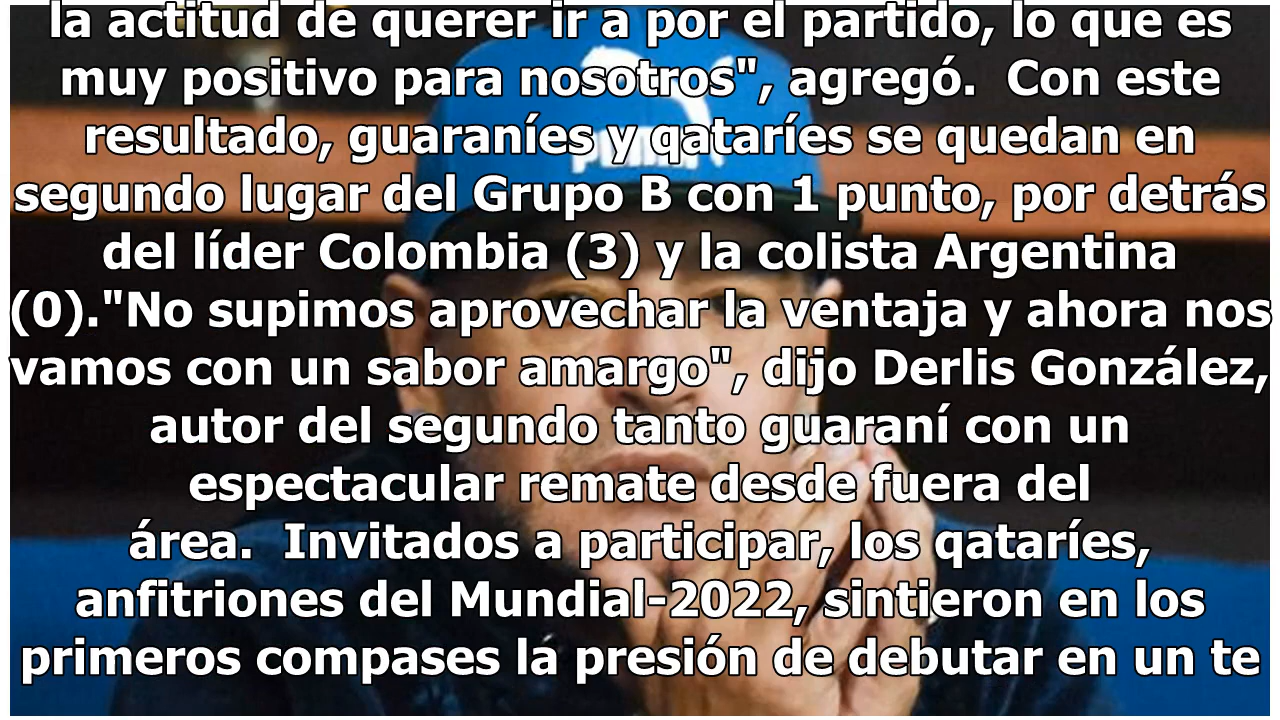 la actitud de querer ir a por el partido, lo que es
muy positivo para nosotros", agregó.  Con este
resultado, guaraníes y qataríes se quedan en
segundo lugar del Grupo B con 1 punto, por detrás
del líder Colombia (3) y la colista Argentina
(0)."No supimos aprovechar la ventaja y ahora nos
vamos con un sabor amargo", dijo Derlis González,
autor del segundo tanto guaraní con un
espectacular remate desde fuera del
área.  Invitados a participar, los qataríes,
anfitriones del Mundial-2022, sintieron en los
primeros compases la presión de debutar en un te